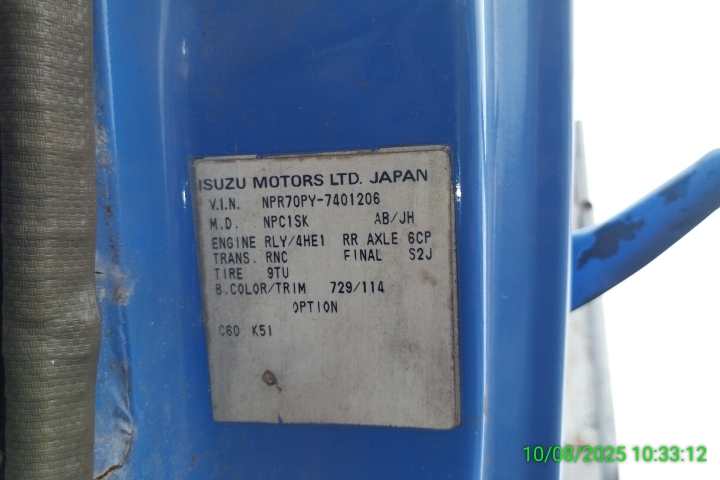 ISUZU MOTORS LTD. JAPAN
V.I.N. NPR70PY-7401206
M.D. NPC1SK AB/JH
ENGINE RLY/4HE1 RR AXLE 6CP
TRANS. RNC FINAL S2J
TIRE 9TU
B.COLOR/TRIM 729/114
OPTION
C60 K51
10/08/2025 10:33:12